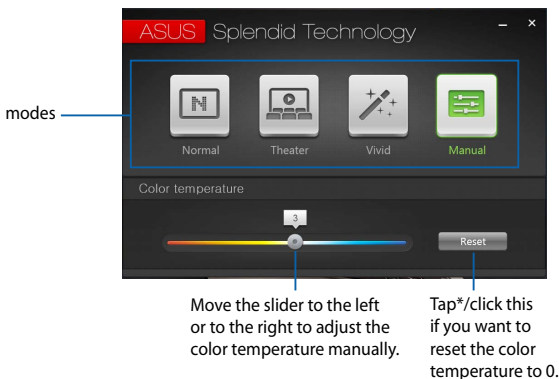 ASUS Splendid Technology
modes
Normal Theater Vivid Manual
Color temperature
3
Reset
Move the slider to the left
or to the right to adjust the
color temperature manually.
Tap*/click this
if you want to
reset the color
temperature to 0.